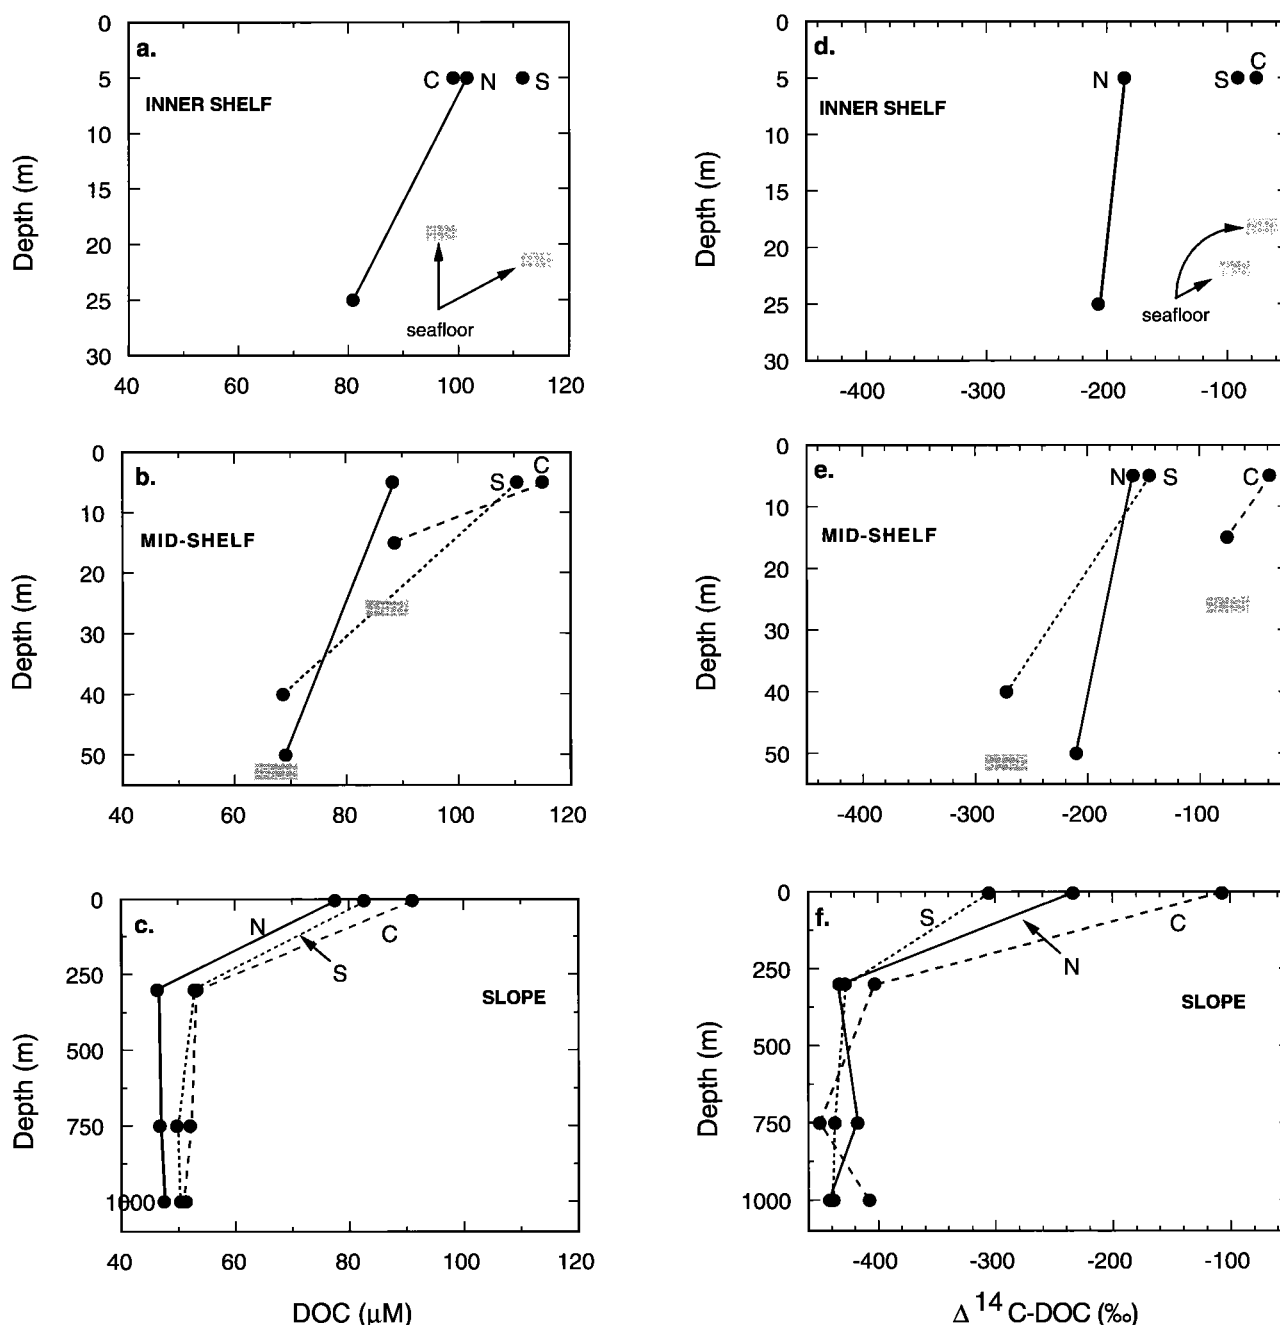 a.
INNER SHELF
C
N
S
seafloor
0
5
10
15
20
25
30
Depth (m)
40
60
80
100
120
d.
INNER SHELF
N
S
C
seafloor
0
5
10
15
20
25
30
Depth (m)
-300
-200
-100
b.
MID-SHELF
S
C
0
10
20
30
40
50
Depth (m)
40
60
80
100
120
e.
MID-SHELF
N
S
C
0
10
20
30
40
50
Depth (m)
-400
-300
-200
-100
c.
N
S
C
SLOPE
0
250
500
750
1000
Depth (m)
40
60
80
100
120
DOC (μM)
f.
S
N
C
SLOPE
0
250
500
750
1000
Depth (m)
-400
-300
-200
-100
Δ 14 C-DOC (‰)